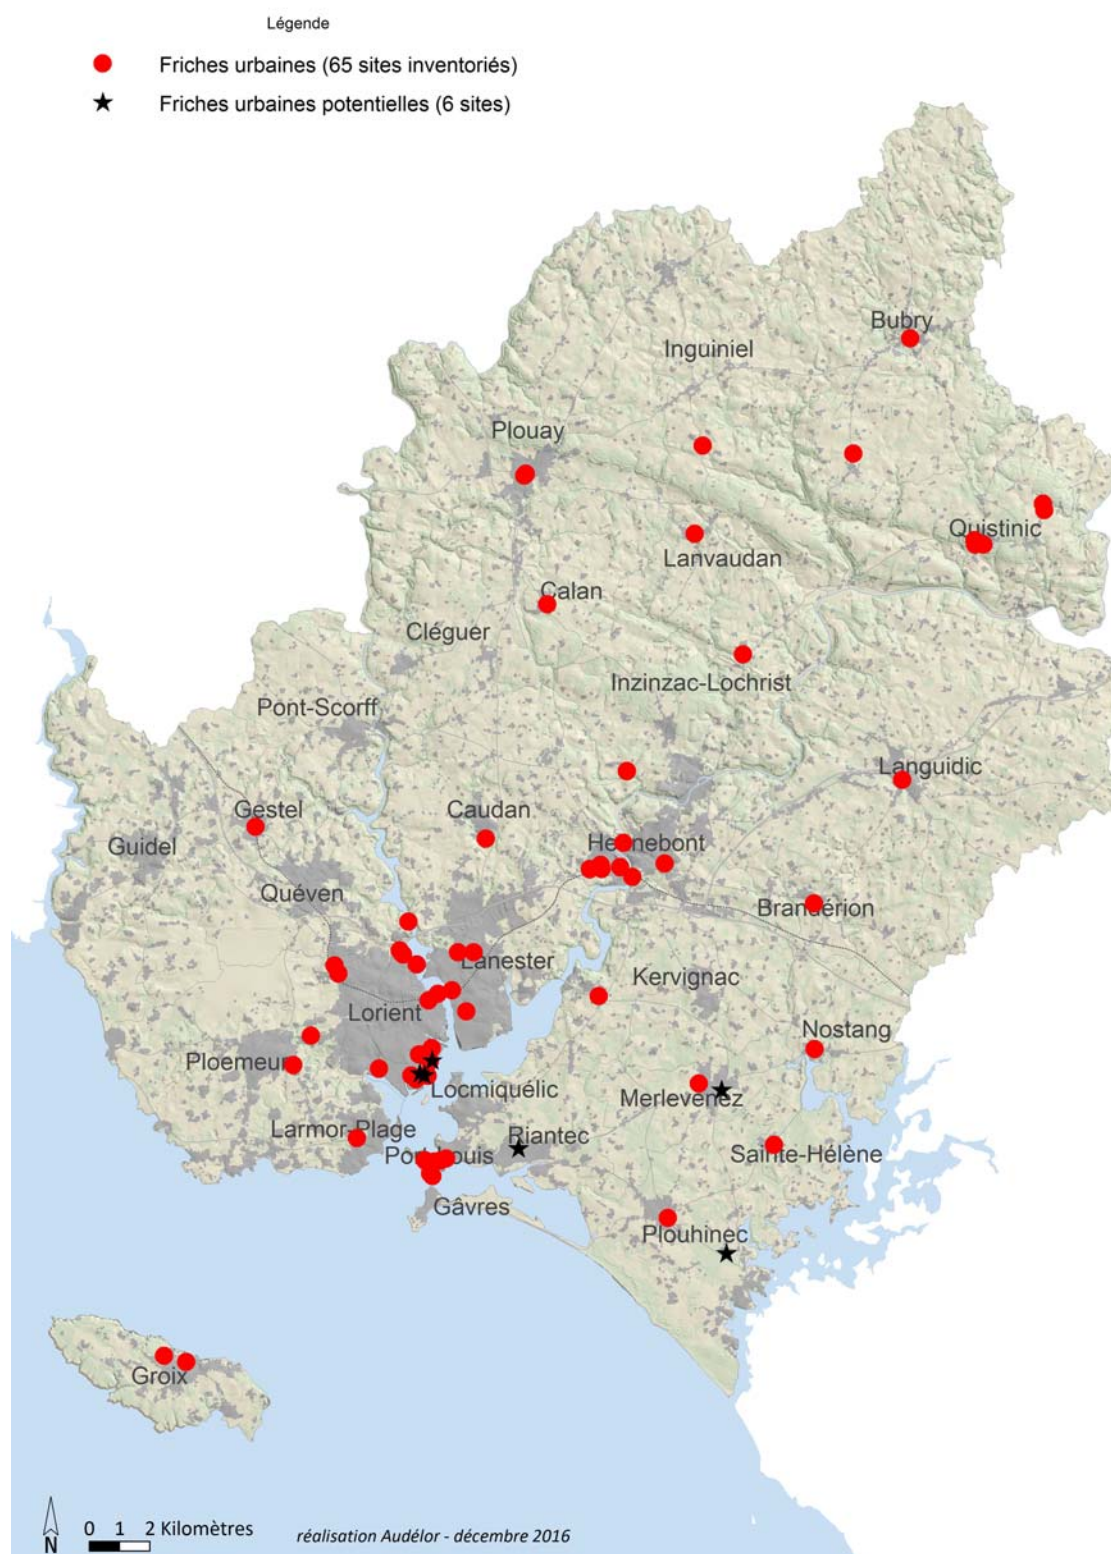 Légende
Friches urbaines (65 sites inventoriés)
Friches urbaines potentielles (6 sites)
Bubry
Inguiniel
Plouay
Quistinic
Lanvaudan
Calan
Cléguer
Inzinzac-Lochrist
Pont-Scorff
Languidic
Gestel
Caudan
Hennebont
Guidel
Quéven
Brandérion
Lanester
Kervignac
Lorient
Nostang
Ploemeur
Locmiquélic
Merlevenez
Larmor-Plage
Riantec
Port-Louis
Sainte-Hélène
Gâvres
Plouhinec
Groix
N
0 1 2 Kilomètres
réalisation Audélor - décembre 2016